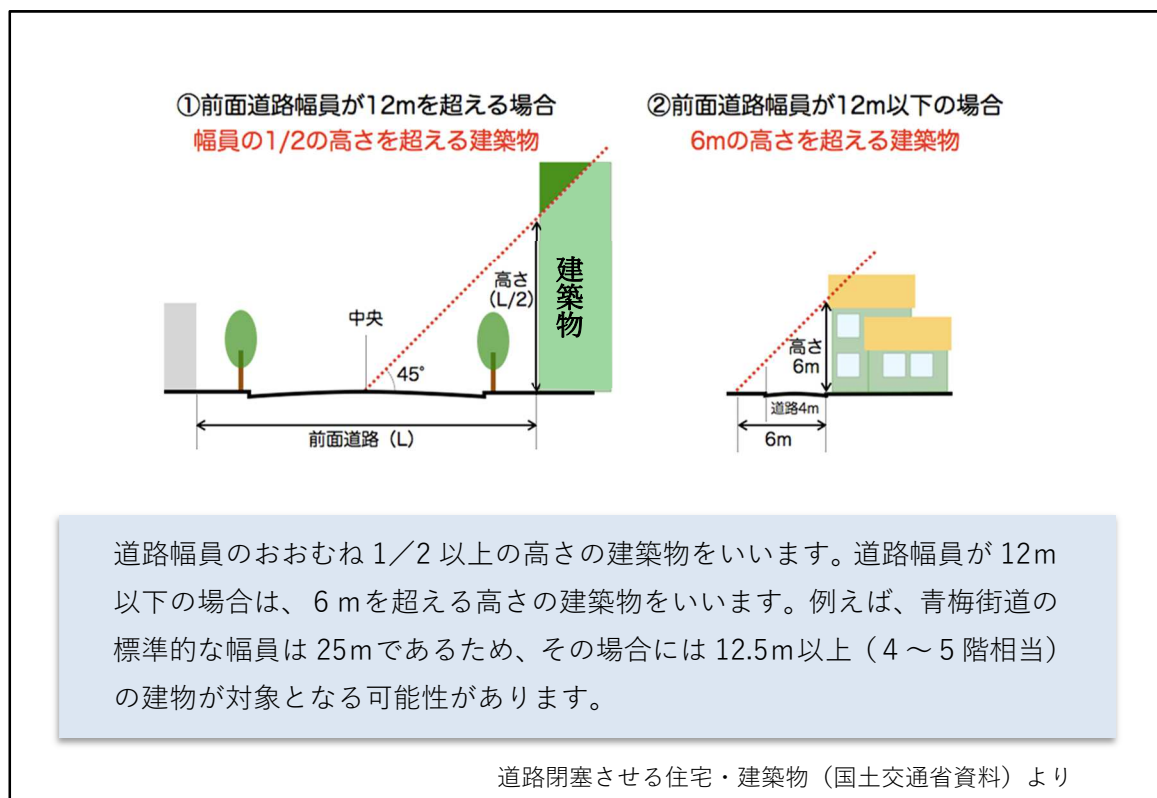 ①前面道路幅員が12mを超える場合
幅員の1/2の高さを超える建築物
②前面道路幅員が12m以下の場合
6mの高さを超える建築物
高さ
(L/2)
建築物
中央
45°
前面道路（L）
高さ
6m
道路4m
6m
道路幅員のおおむね 1／2 以上の高さの建築物をいいます。道路幅員が 12m
以下の場合は、６ｍを超える高さの建築物をいいます。例えば、青梅街道の
標準的な幅員は 25ｍであるため、その場合には 12.5ｍ以上（４～５階相当）
の建物が対象となる可能性があります。
道路閉塞させる住宅・建築物（国土交通省資料）より